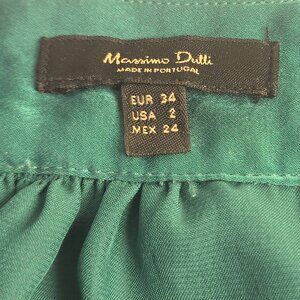 Massimo Dutti
MADE IN PORTUGAL
EUR 34
USA 2
MEX 24